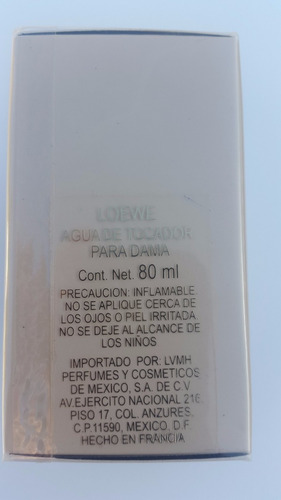 LOEWE
AGUA DE TOCADOR
PARA DAMA
Cont. Net. 80 ml
PRECAUCION: INFLAMABLE.
NO SE APLIQUE CERCA DE
LOS OJOS O PIEL IRRITADA.
NO SE DEJE AL ALCANCE DE
LOS NIÑOS
IMPORTADO POR: LVMH
PERFUMES Y COSMETICOS
DE MEXICO, S.A. DE C.V
AV.EJERCITO NACIONAL 216
PISO 17, COL. ANZURES,
C.P.11590, MEXICO, D.F.
HECHO EN FRANCIA